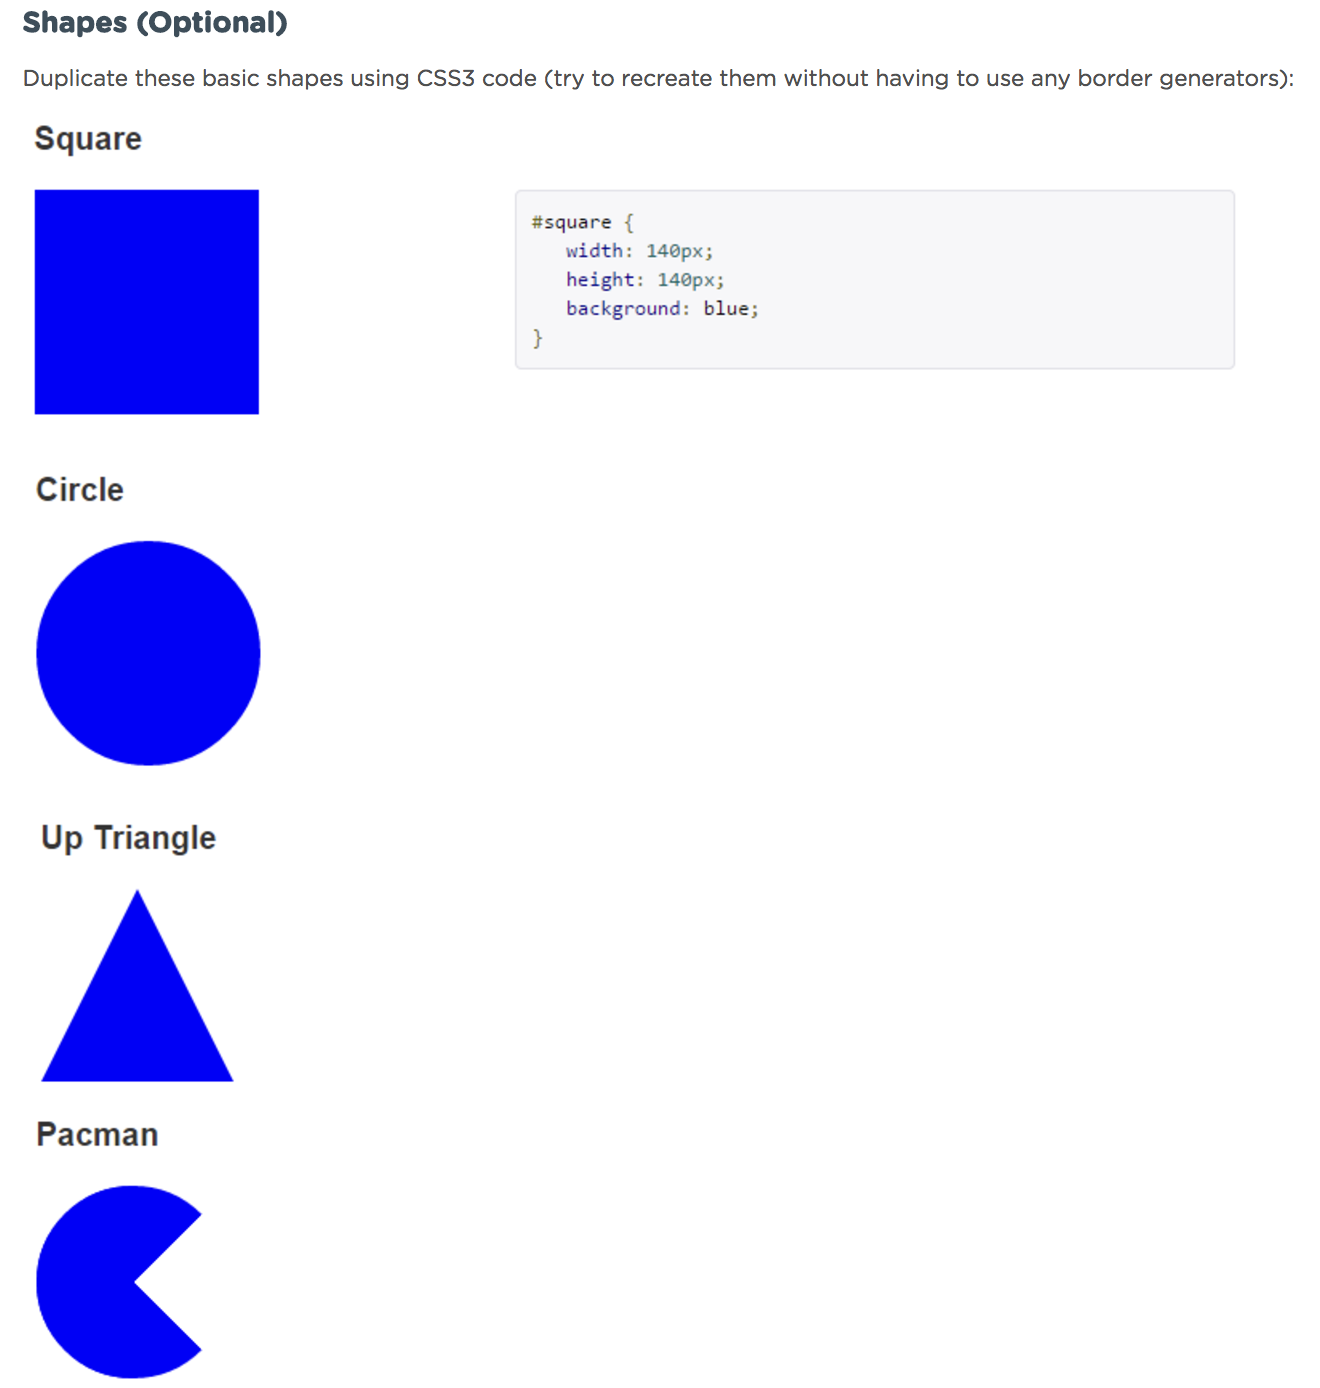 Shapes (Optional)
Duplicate these basic shapes using CSS3 code (try to recreate them without having to use any border generators):
Square
#square {
width: 140px;
height: 140px;
background: blue;
}
Circle
Up Triangle
Pacman